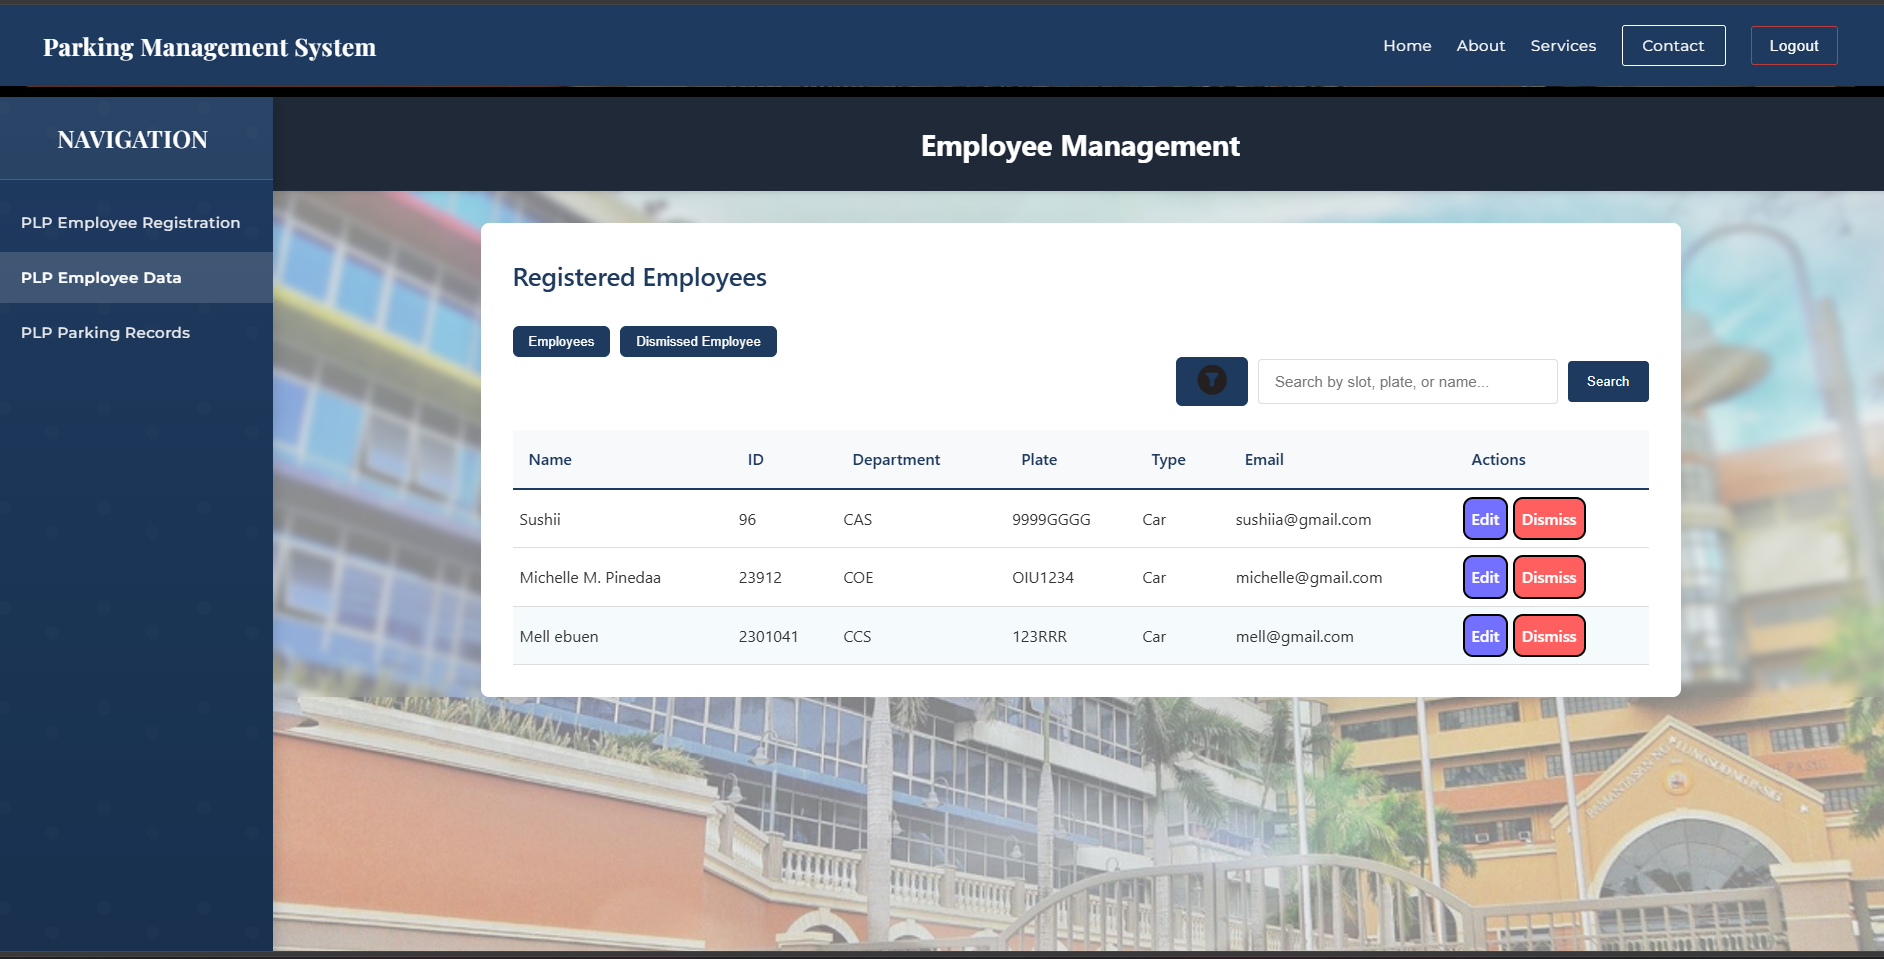 Parking Management System
Home About Services Contact Logout
NAVIGATION
Employee Management
PLP Employee Registration
PLP Employee Data
PLP Parking Records
Registered Employees
Employees Dismissed Employee
Search by slot, plate, or name... Search
Name ID Department Plate Type Email Actions
Sushii 96 CAS 9999GGGG Car sushiia@gmail.com Edit Dismiss
Michelle M. Pinedaa 23912 COE OIU1234 Car michelle@gmail.com Edit Dismiss
Mell ebuen 2301041 CCS 123RRR Car mell@gmail.com Edit Dismiss